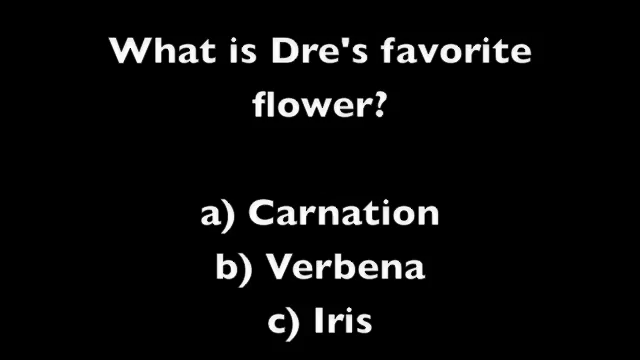 What is Dre's favorite
flower?
a) Carnation
b) Verbena
c) Iris